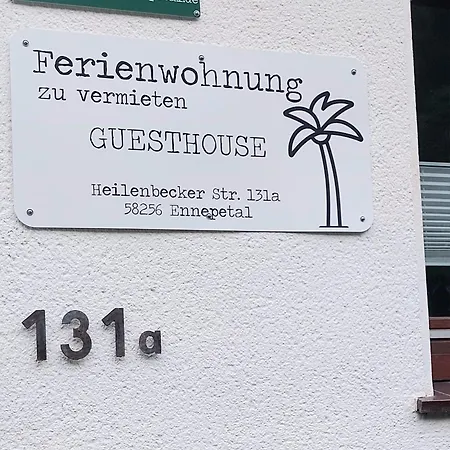 Ferienwohnung
zu vermieten
GUESTHOUSE
Heilenbecker Str. 131a
58256 Ennepetal
131a